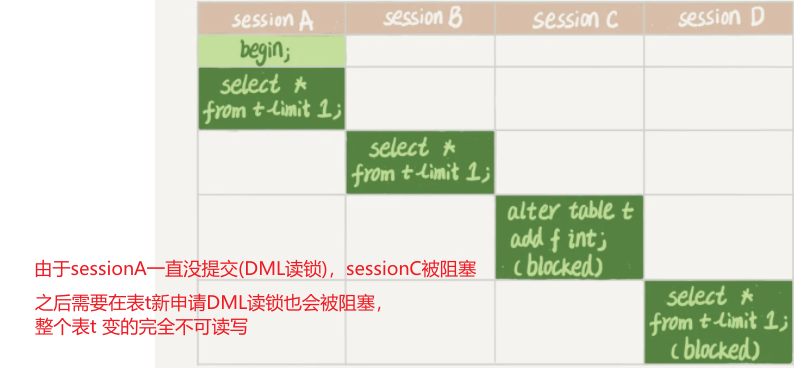 session A session B session C session D
begin;
select *
from t limit 1;
select *
from t limit 1;
alter table t
add f int;
(blocked)
由于sessionA一直没提交(DML读锁)，sessionC被阻塞
select *
from t limit 1;
(blocked)
之后需要在表t新申请DML读锁也会被阻塞，
整个表t 变的完全不可读写